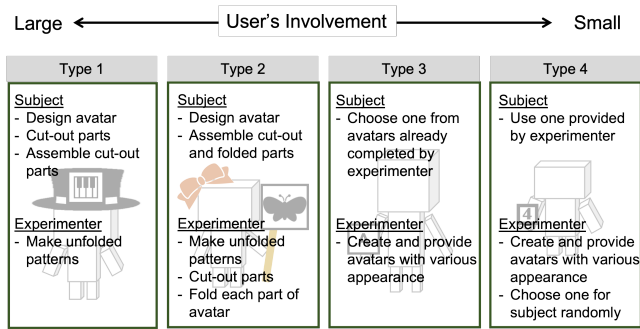 Large
User's Involvement
Small
Type 1
Subject
- Design avatar
- Cut-out parts
- Assemble cut-out
parts
Experimenter
- Make unfolded
patterns
Type 2
Subject
- Design avatar
- Assemble cut-out
and folded parts
Experimenter
- Make unfolded
patterns
- Cut-out parts
- Fold each part of
avatar
Type 3
Subject
- Choose one from
avatars already
completed by
experimenter
Experimenter
- Create and provide
avatars with various
appearance
A
Type 4
Subject
- Use one provided
by experimenter
4
Experimenter
- Create and provide
avatars with various
appearance
- Choose one for
subject randomly